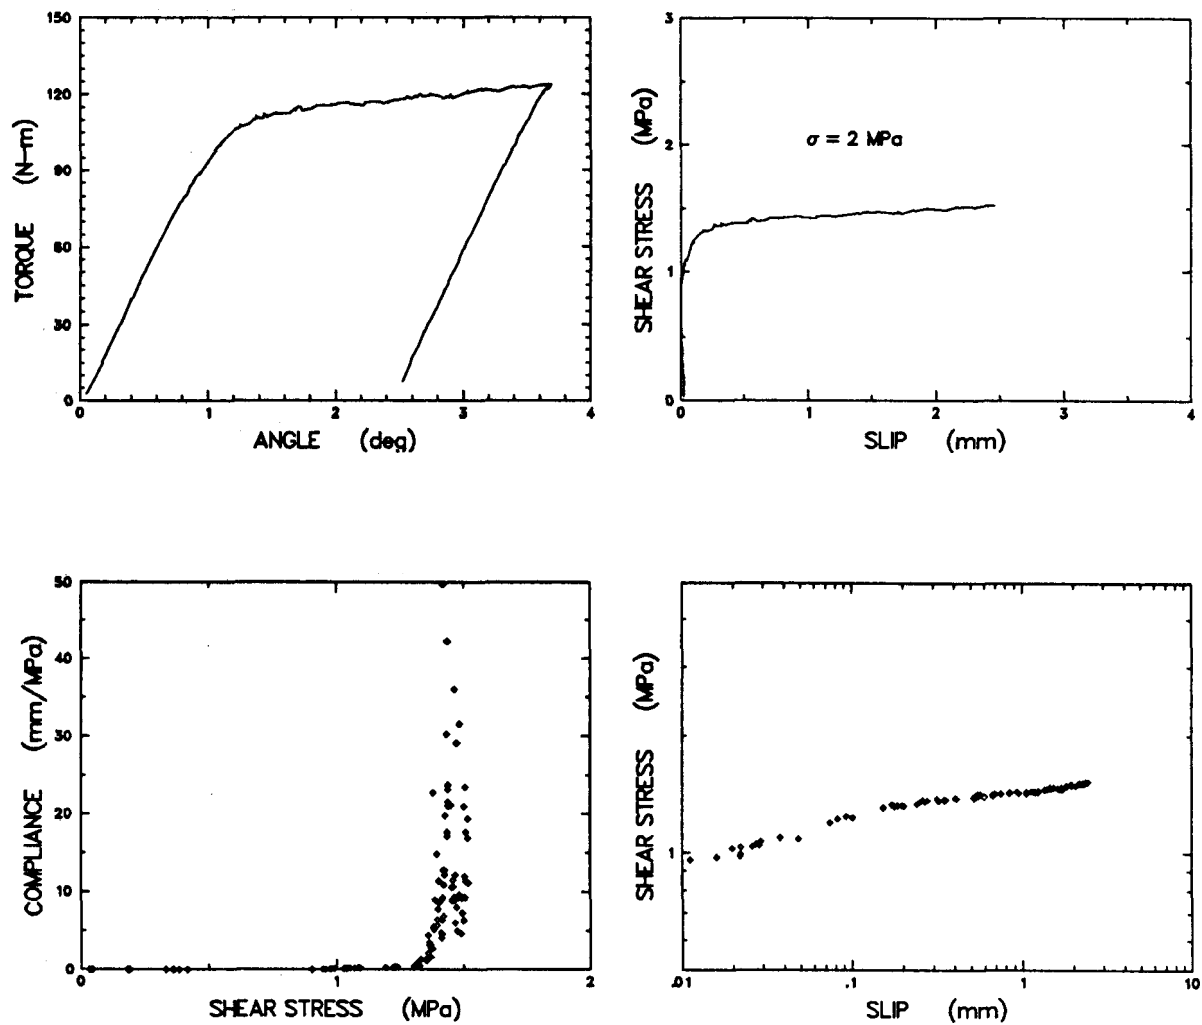 150
120
90
60
30
0
TORQUE (N-m)
0 1 2 3 4
ANGLE (deg)
3
2
1
0
SHEAR STRESS (MPa)
σ = 2 MPa
0 1 2 3 4
SLIP (mm)
50
40
30
20
10
0
COMPLIANCE (mm/MPa)
0 1 2
SHEAR STRESS (MPa)
1
SHEAR STRESS (MPa)
.01 .1 1 10
SLIP (mm)